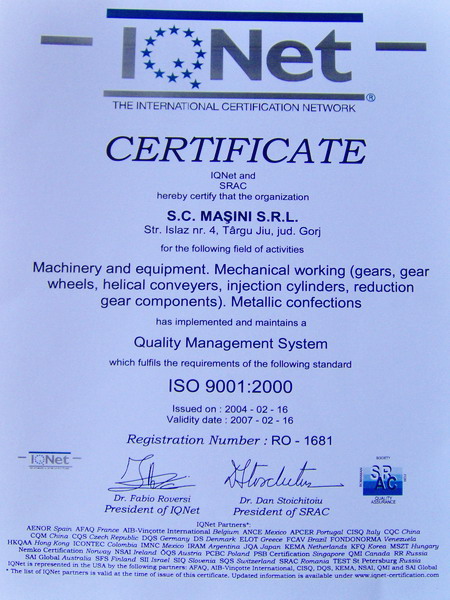 IQNet
®
THE INTERNATIONAL CERTIFICATION NETWORK
CERTIFICATE
IQNet and
SRAC
hereby certify that the organization
S.C. MAŞINI S.R.L.
Str. Islaz nr. 4, Târgu Jiu, jud. Gorj
for the following field of activities
Machinery and equipment. Mechanical working (gears, gear
wheels, helical conveyers, injection cylinders, reduction
gear components). Metallic confections
has implemented and maintains a
Quality Management System
which fulfils the requirements of the following standard
ISO 9001:2000
Issued on : 2004 - 02 - 16
Validity date : 2007 - 02 - 16
Registration Number : RO - 1681
IQNet
SOCIETY
SRAC
QUALITY
ASSURANCE
Dr. Fabio Roversi
President of IQNet
Dr. Dan Stoichitoiu
President of SRAC
IQNet Partners*:
AENOR Spain AFAQ France AIB-Vinçotte International Belgium ANCE Mexico APCER Portugal CISQ Italy CQC China
CQM China CQS Czech Republic DQS Germany DS Denmark ELOT Greece FCAV Brazil FONDONORMA Venezuela
HKQAA Hong Kong ICONTEC Colombia IMNC Mexico IRAM Argentina JQA Japan KEMA Netherlands KFQ Korea MSZT Hungary
Nemko Certification Norway NSAI Ireland ÖQS Austria PCBC Poland PSB Certification Singapore QMI Canada RR Russia
SAI Global Australia SFS Finland SII Israel SIQ Slovenia SQS Switzerland SRAC Romania TEST St Petersburg Russia
IQNet is represented in the USA by the following partners: AFAQ, AIB-Vinçotte International, CISQ, DQS, KEMA, NSAI, QMI and SAI Global
* The list of IQNet partners is valid at the time of issue of this certificate. Updated information is available under www.iqnet-certification.com